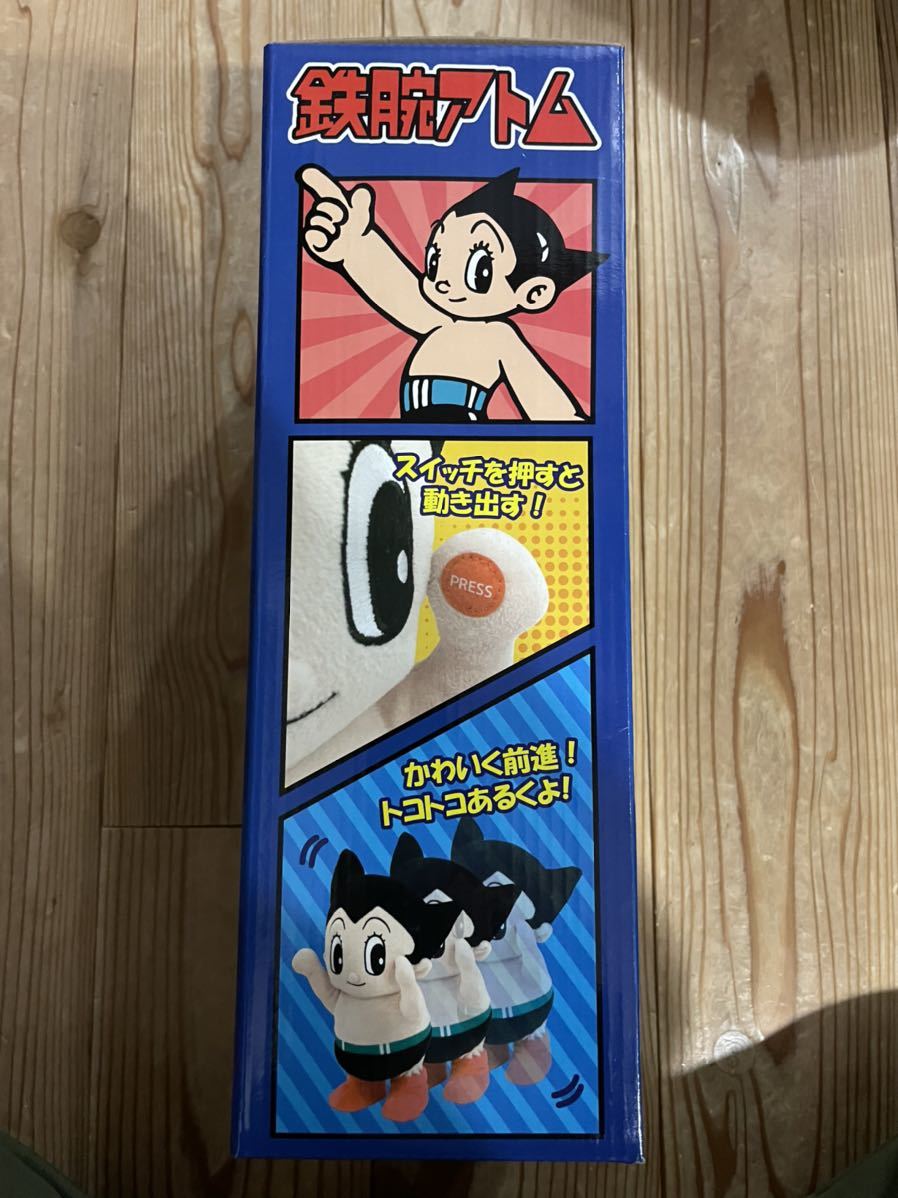 鉄腕アトム
スイッチを押すと
動き出す！
PRESS
かわいく前進！
トコトコあるくよ！